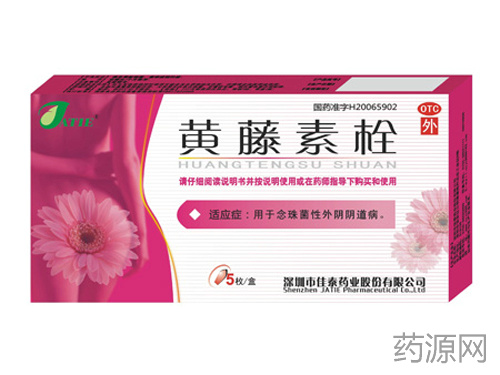 国药准字H20065902
OTC
外
JATIE
黄藤素栓
HUANGTENGSU SHUAN
请仔细阅读说明书并按说明使用或在药师指导下购买和使用
适应症：用于念珠菌性外阴阴道病。
5枚/盒
深圳市佳泰药业股份有限公司
Shenzhen JATIE Pharmaceutical Co.,Ltd
药源网